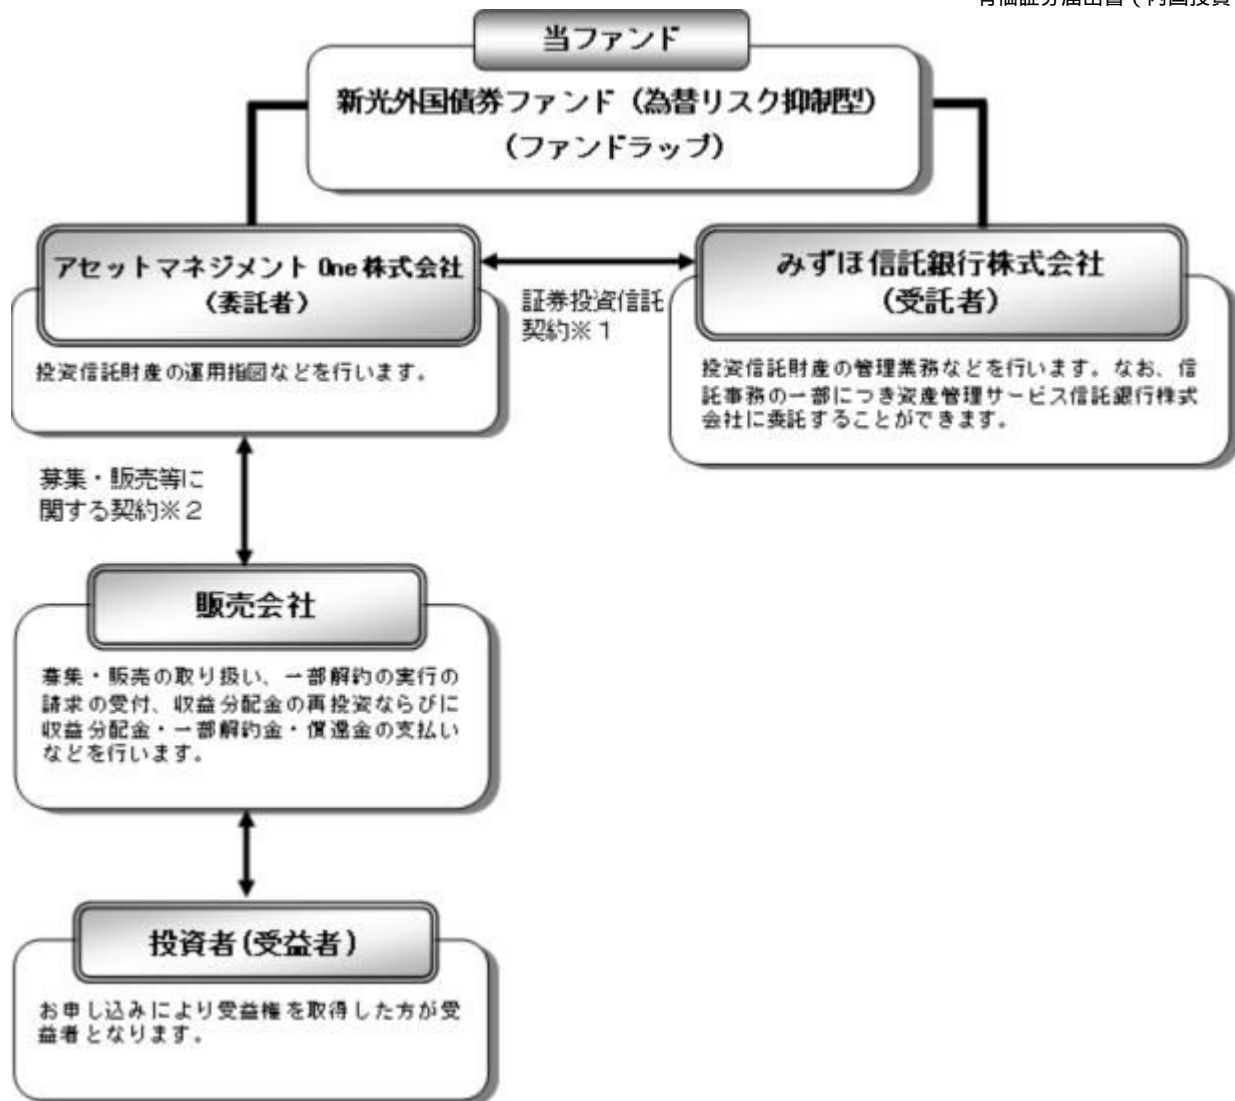 有価証券届出書（内国投資
当ファンド
新光外国債券ファンド（為替リスク抑制型）
（ファンドラップ）
アセットマネジメント One 株式会社
（委託者）
投資信託財産の運用指図などを行います。
証券投資信託
契約※１
みずほ信託銀行株式会社
（受託者）
投資信託財産の管理業務などを行います。なお、信
託事務の一部につき資産管理サービス信託銀行株式
会社に委託することができます。
募集・販売等に
関する契約※２
販売会社
募集・販売の取り扱い、一部解約の実行の
請求の受付、収益分配金の再投資ならびに
収益分配金・一部解約金・償還金の支払い
などを行います。
投資者(受益者)
お申し込みにより受益権を取得した方が受
益者となります。